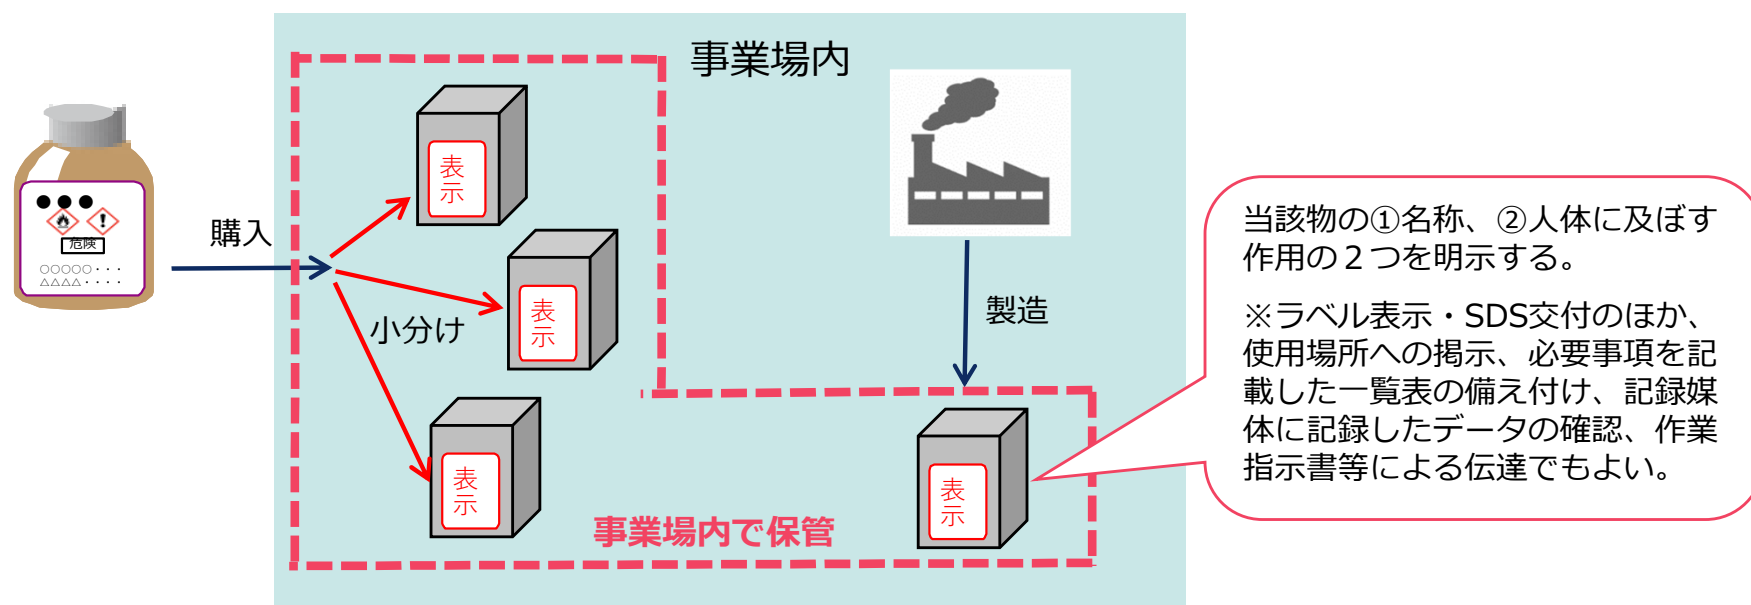 事業場内
●●●
危険
○○○○○・・・
△△△△・・・・
購入
小分け
表示
表示
表示
製造
表示
事業場内で保管
当該物の①名称、②人体に及ぼす
作用の２つを明示する。
※ラベル表示・SDS交付のほか、
使用場所への掲示、必要事項を記
載した一覧表の備え付け、記録媒
体に記録したデータの確認、作業
指示書等による伝達でもよい。